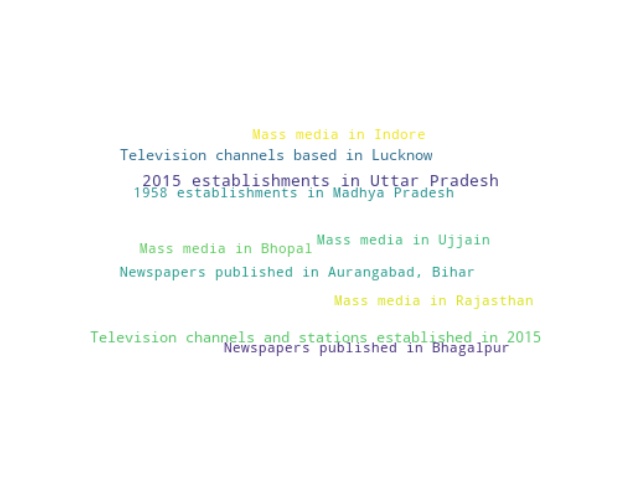 Mass media in Indore
Television channels based in Lucknow
2015 establishments in Uttar Pradesh
1958 establishments in Madhya Pradesh
Mass media in Ujjain
Mass media in Bhopal
Newspapers published in Aurangabad, Bihar
Mass media in Rajasthan
Television channels and stations established in 2015
Newspapers published in Bhagalpur